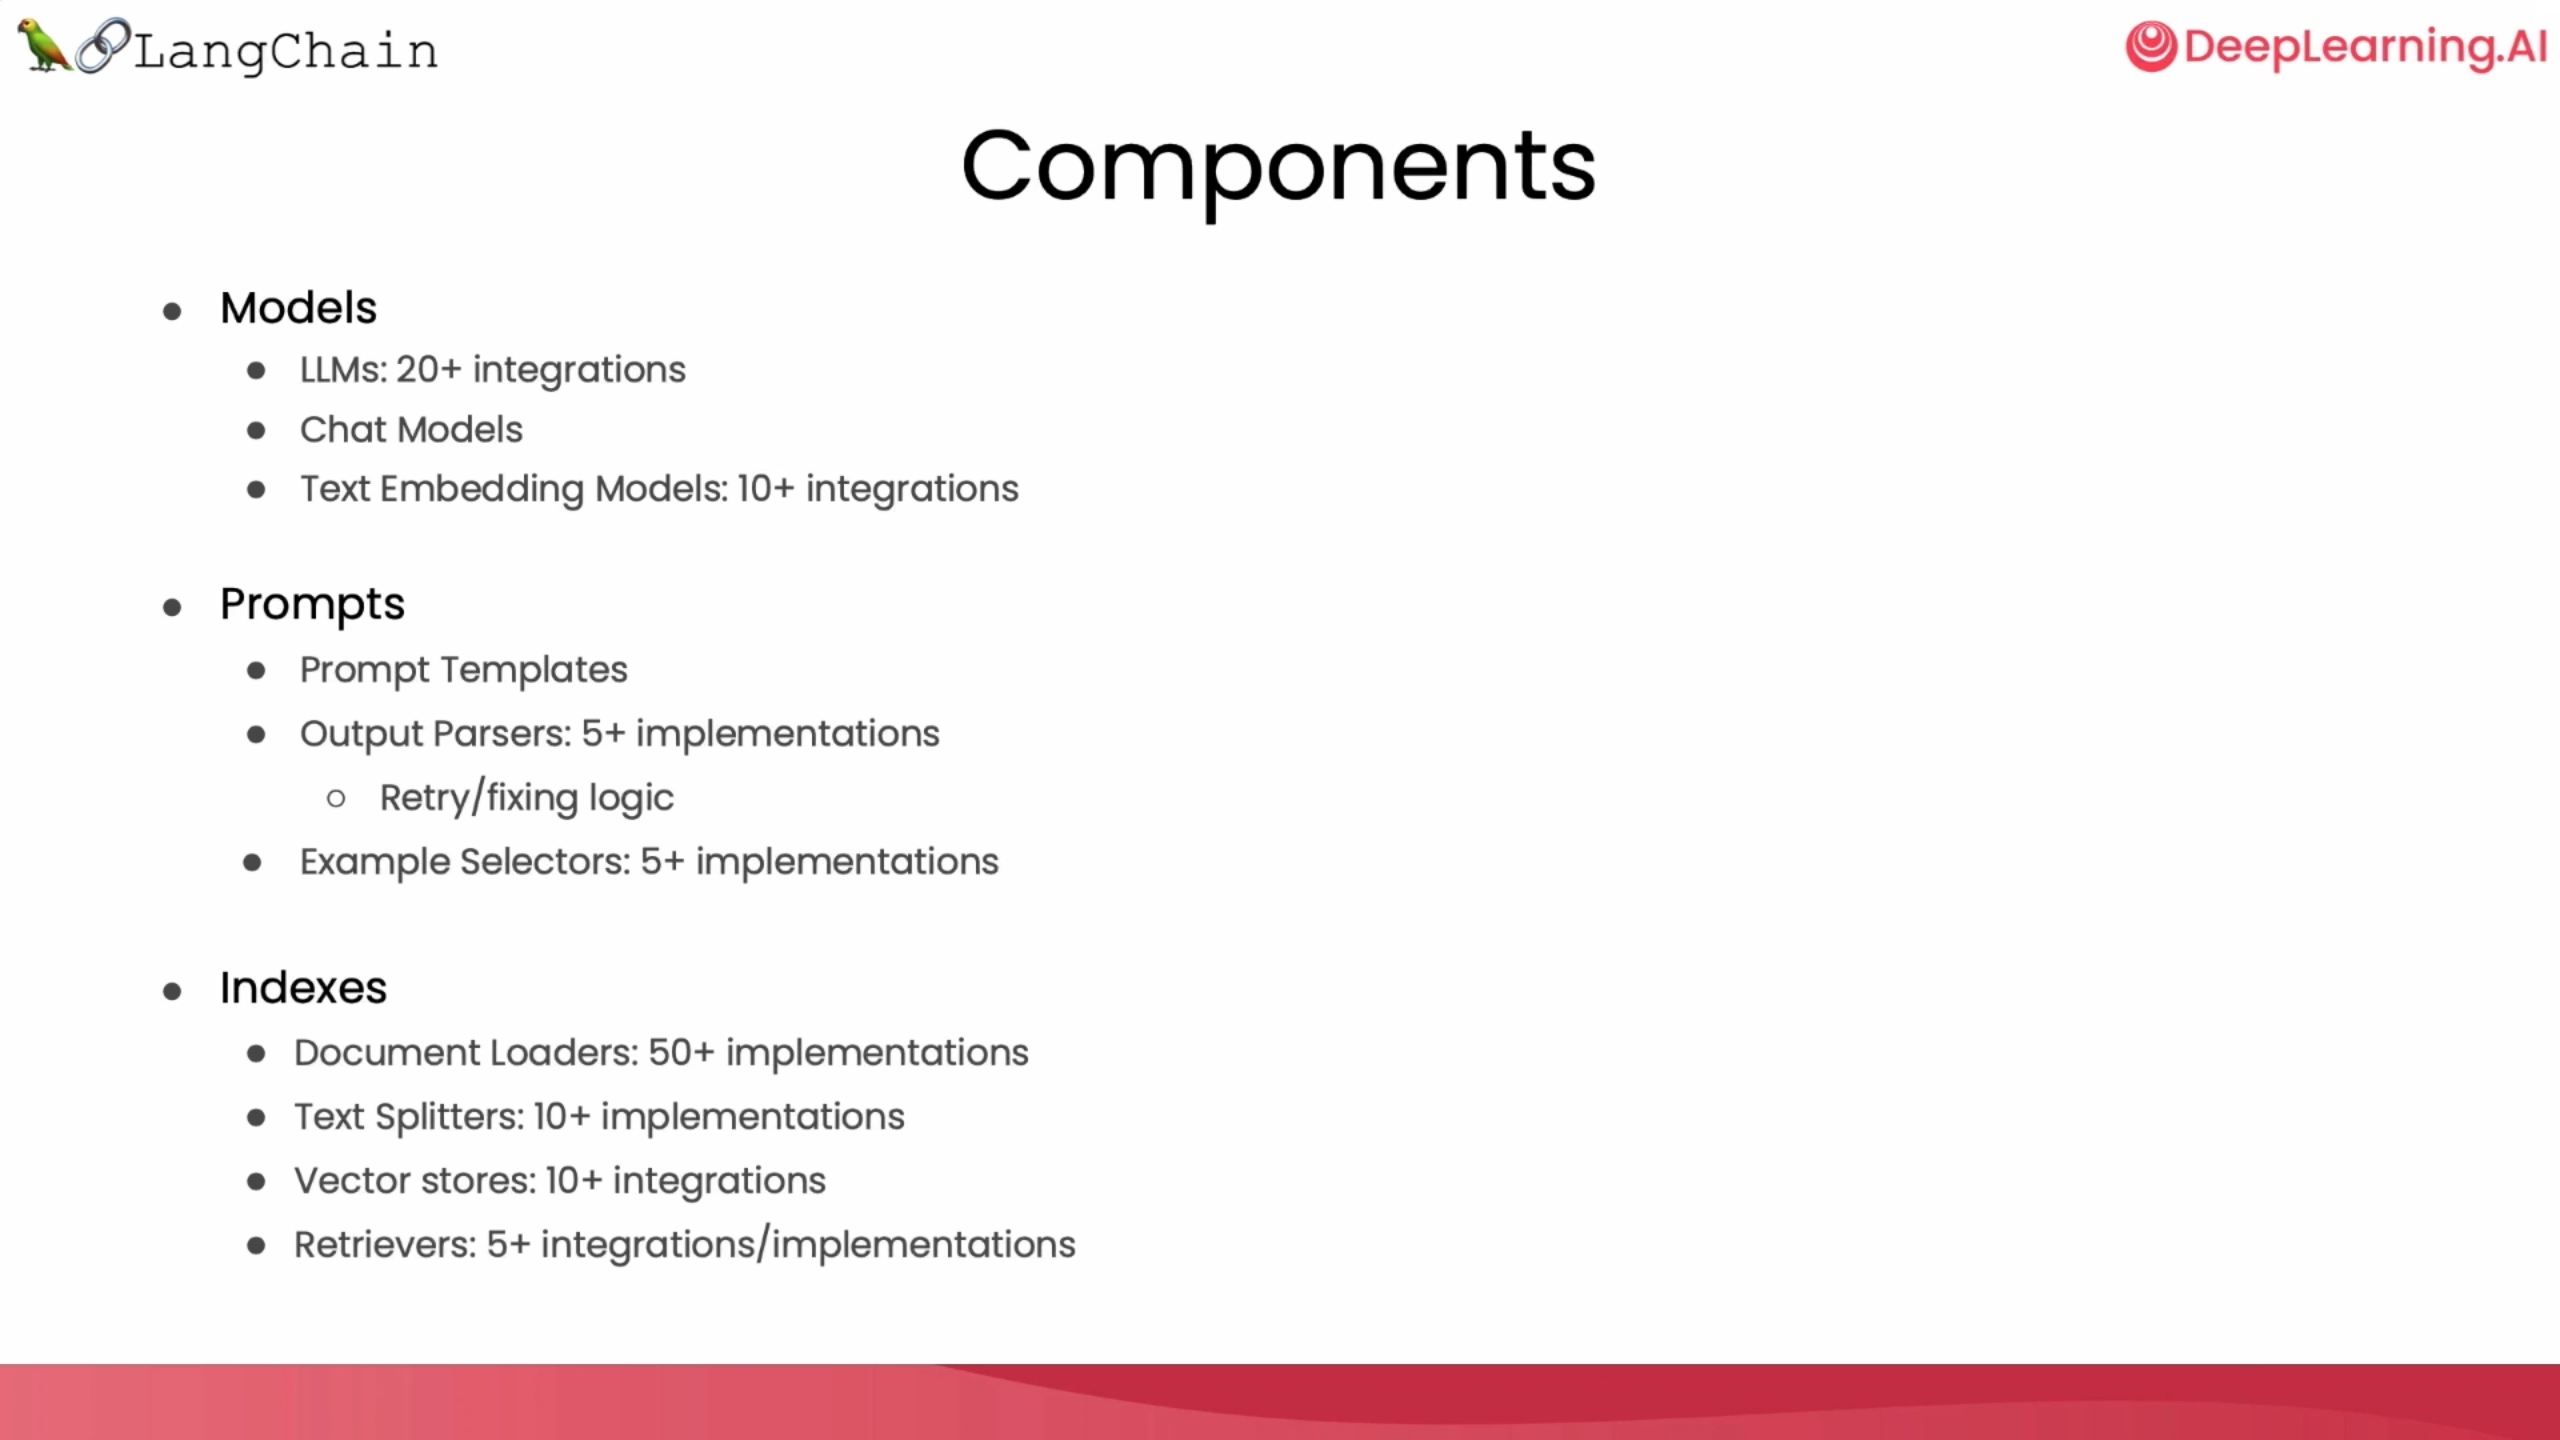 LangChain
DeepLearning.AI
Components
Models
LLMs: 20+ integrations
Chat Models
Text Embedding Models: 10+ integrations
Prompts
Prompt Templates
Output Parsers: 5+ implementations
Retry/fixing logic
Example Selectors: 5+ implementations
Indexes
Document Loaders: 50+ implementations
Text Splitters: 10+ implementations
Vector stores: 10+ integrations
Retrievers: 5+ integrations/implementations